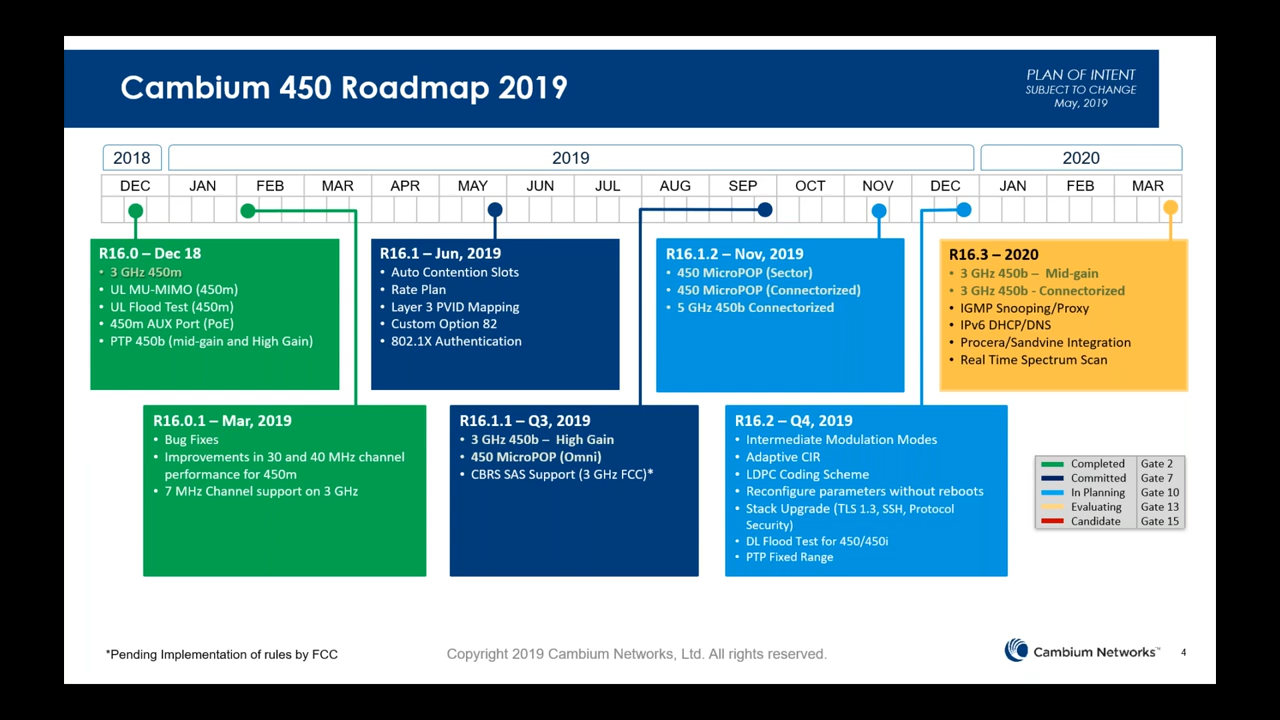 Cambium 450 Roadmap 2019
PLAN OF INTENT
SUBJECT TO CHANGE
May, 2019
2018
2019
2020
DEC JAN FEB MAR APR MAY JUN JUL AUG SEP OCT NOV DEC JAN FEB MAR
R16.0 – Dec 18
• 3 GHz 450m
• UL MU-MIMO (450m)
• UL Flood Test (450m)
• 450m AUX Port (PoE)
• PTP 450b (mid-gain and High Gain)
R16.1 – Jun, 2019
• Auto Contention Slots
• Rate Plan
• Layer 3 PVID Mapping
• Custom Option 82
• 802.1X Authentication
R16.1.2 – Nov, 2019
• 450 MicroPOP (Sector)
• 450 MicroPOP (Connectorized)
• 5 GHz 450b Connectorized
R16.3 – 2020
• 3 GHz 450b – Mid-gain
• 3 GHz 450b - Connectorized
• IGMP Snooping/Proxy
• IPv6 DHCP/DNS
• Procera/Sandvine Integration
• Real Time Spectrum Scan
R16.0.1 – Mar, 2019
• Bug Fixes
• Improvements in 30 and 40 MHz channel
performance for 450m
• 7 MHz Channel support on 3 GHz
R16.1.1 – Q3, 2019
• 3 GHz 450b – High Gain
• 450 MicroPOP (Omni)
• CBRS SAS Support (3 GHz FCC)*
R16.2 – Q4, 2019
• Intermediate Modulation Modes
• Adaptive CIR
• LDPC Coding Scheme
• Reconfigure parameters without reboots
• Stack Upgrade (TLS 1.3, SSH, Protocol
Security)
• DL Flood Test for 450/450i
• PTP Fixed Range
Completed Gate 2
Committed Gate 7
In Planning Gate 10
Evaluating Gate 13
Candidate Gate 15
*Pending Implementation of rules by FCC
Copyright 2019 Cambium Networks, Ltd. All rights reserved.
Cambium Networks™
4